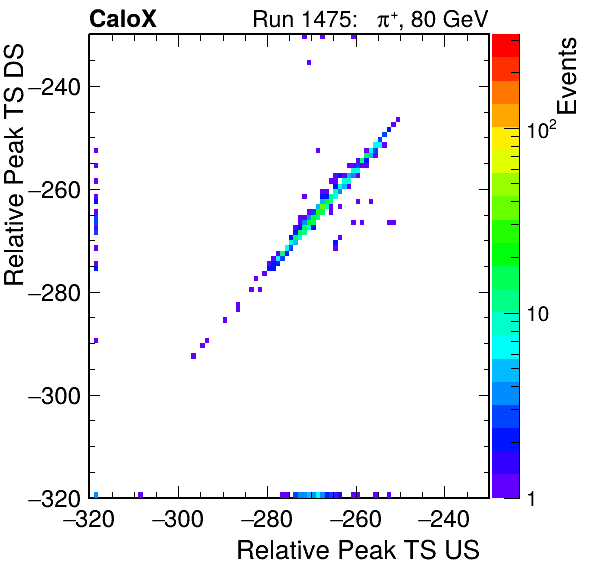 CaloX
Run 1475: π⁺, 80 GeV
Relative Peak TS DS
−240
−260
−280
−300
−320
−320
−300
−280
−260
−240
Relative Peak TS US
Events
10²
10
1